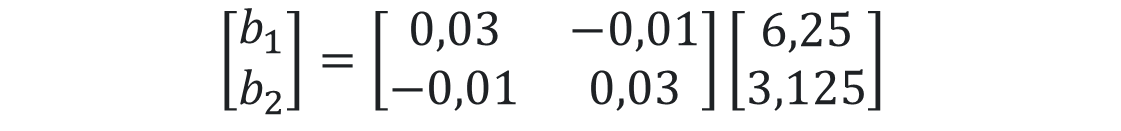 [b₁ b₂] = [0,03 −0,01 −0,01 0,03] [6,25 3,125]